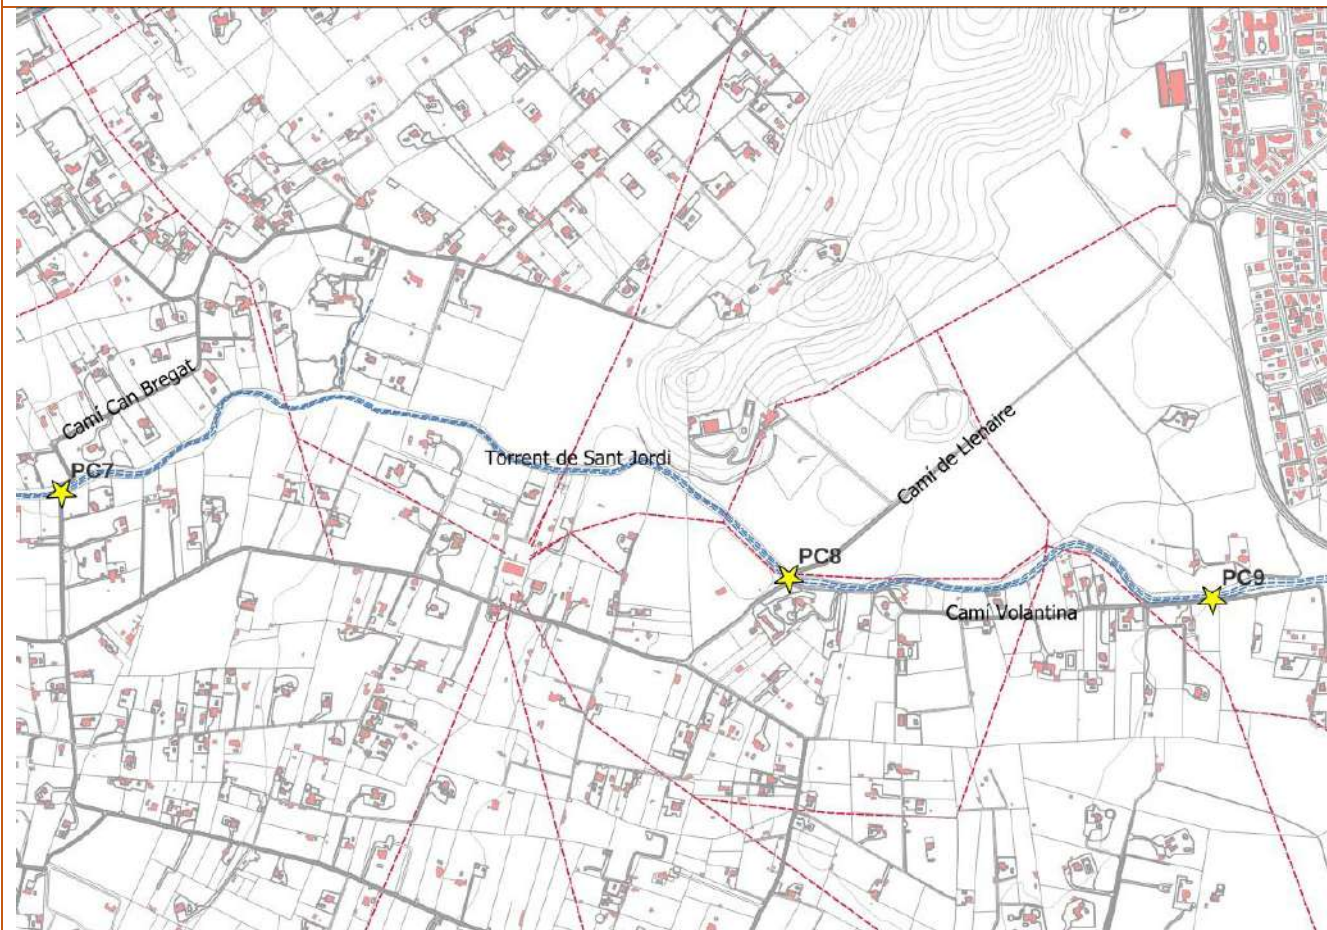 Camí Can Bregat
PC7
Torrent de Sant Jordi
Camí de Llenaire
PC8
PC9
Camí Volantina